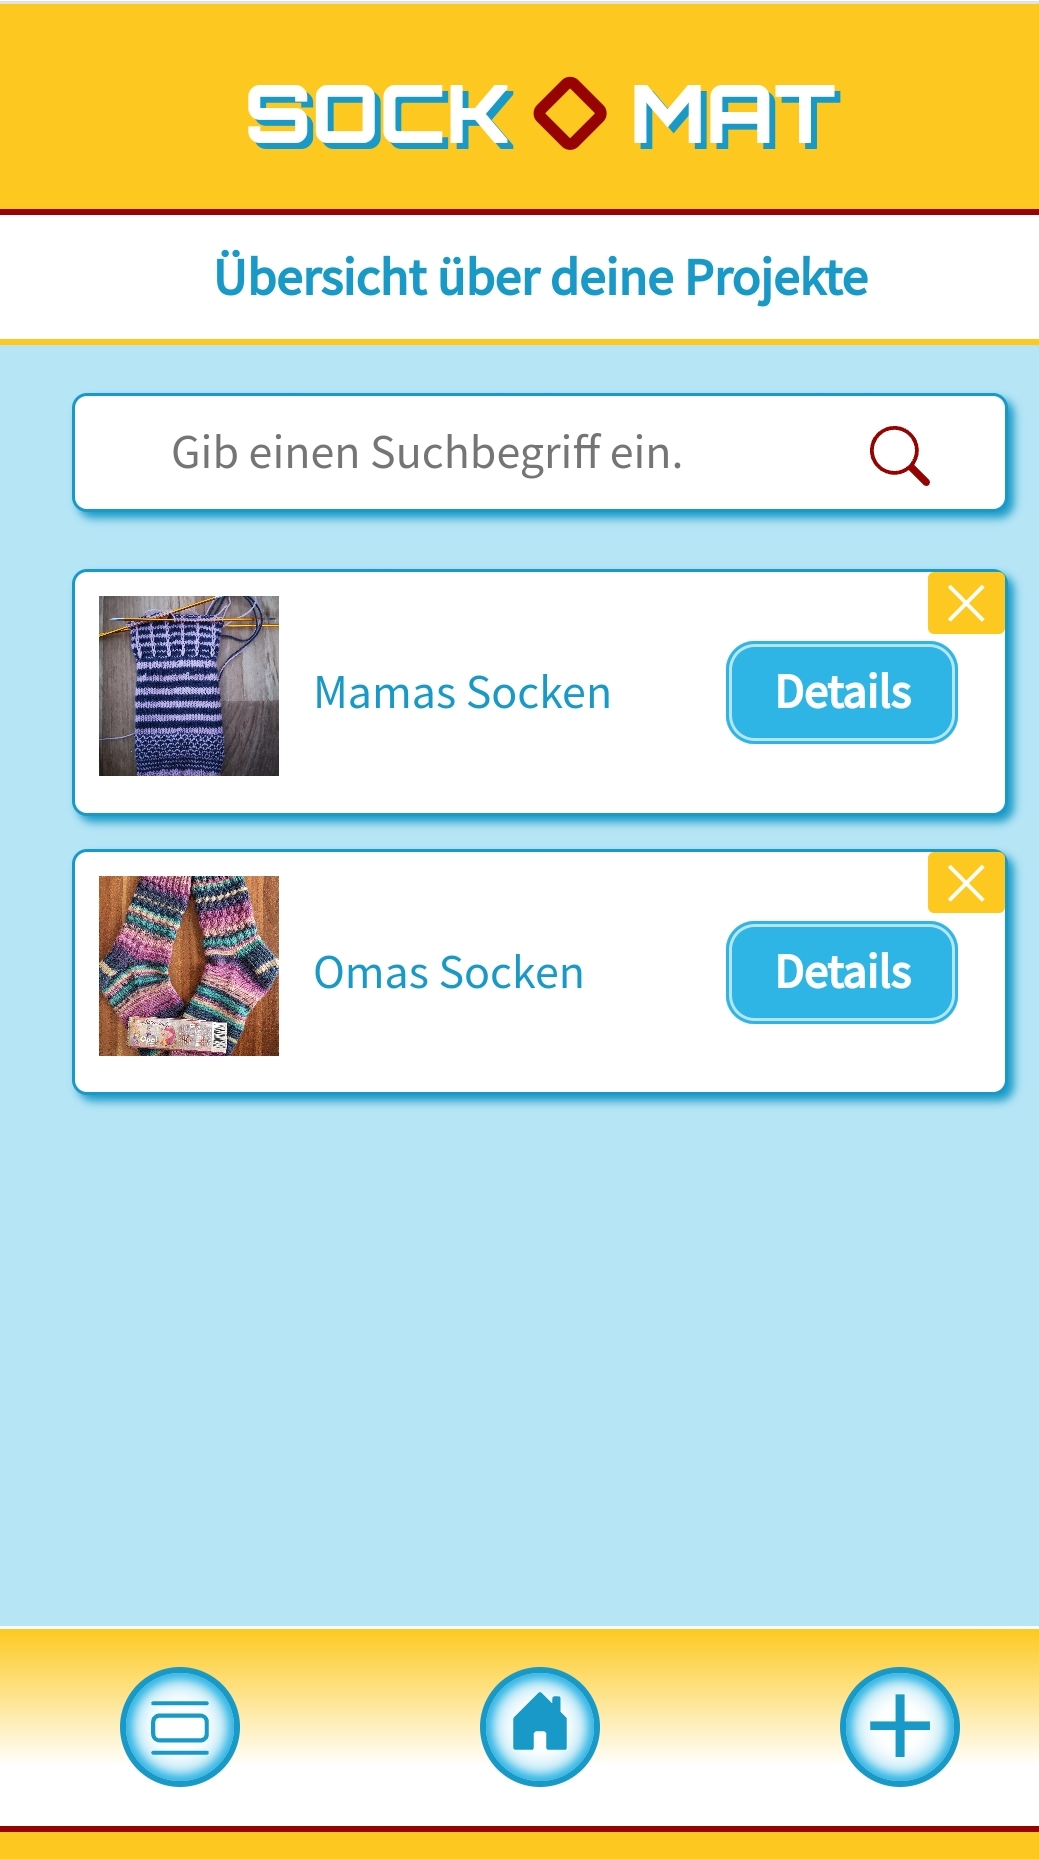 SOCK MAT
Übersicht über deine Projekte
Gib einen Suchbegriff ein.
Mamas Socken
Details
Omas Socken
Details